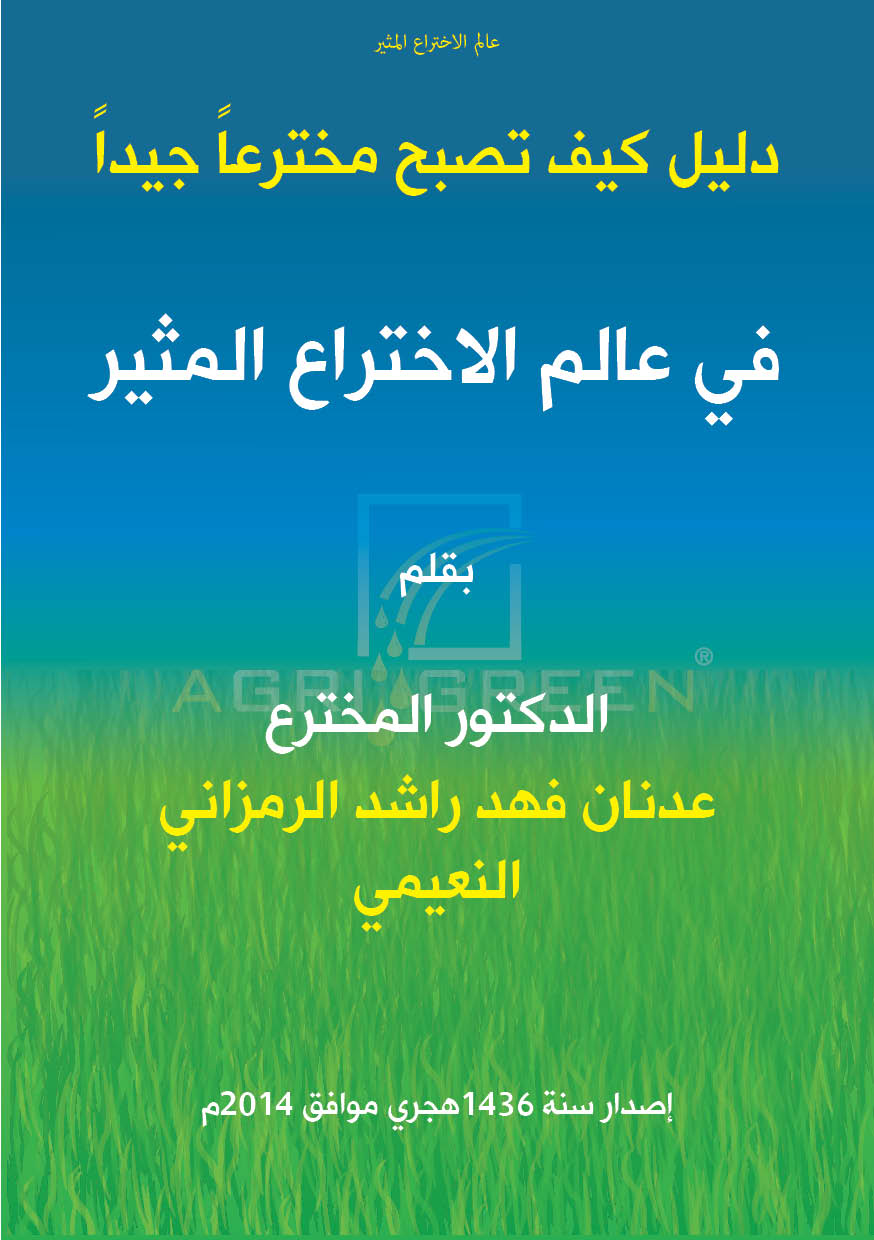 عالم الاختراع المثير
دليل كيف تصبح مخترعاً جيداً
في عالم الاختراع المثير
بقلم
AGRI GREEN ®
الدكتور المخترع
عدنان فهد راشد الرمزاني
النعيمي
إصدار سنة 1436هجري موافق 2014م